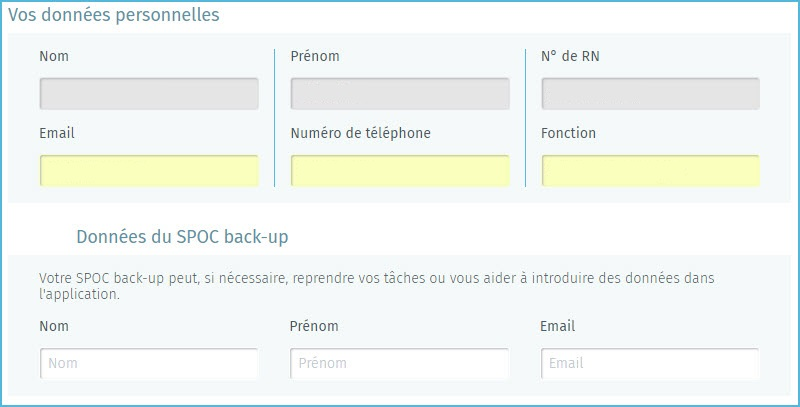 Vos données personnelles
Nom Prénom N° de RN
Email Numéro de téléphone Fonction
Données du SPOC back-up
Votre SPOC back-up peut, si nécessaire, reprendre vos tâches ou vous aider à introduire des données dans
l'application.
Nom Prénom Email
Nom Prénom Email